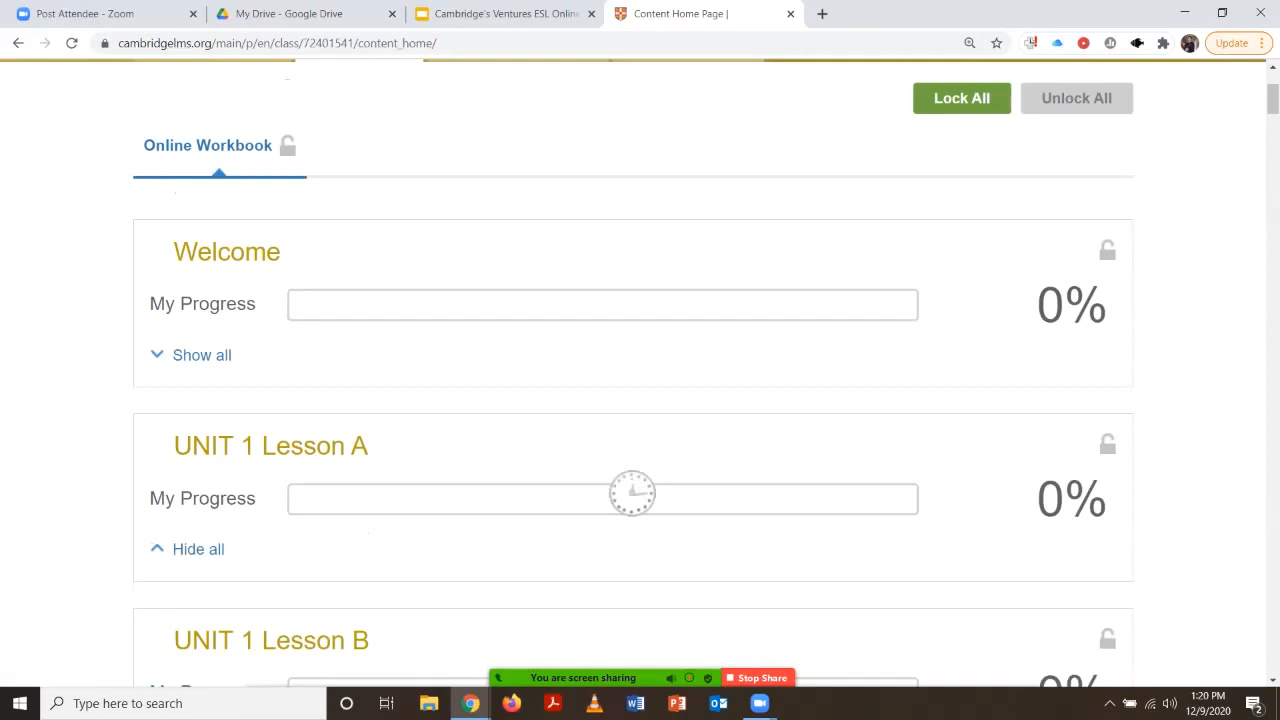 Post Attendee - Zoom
My Drive - Google Drive
Cambridge's Ventures ESL Online
Content Home Page |
cambridgelms.org/main/p/en/class/72401541/content_home/
Update
Lock All
Unlock All
Online Workbook
Welcome
My Progress
0%
Show all
UNIT 1 Lesson A
My Progress
0%
Hide all
UNIT 1 Lesson B
You are screen sharing
Stop Share
Type here to search
1:20 PM
12/9/2020
2